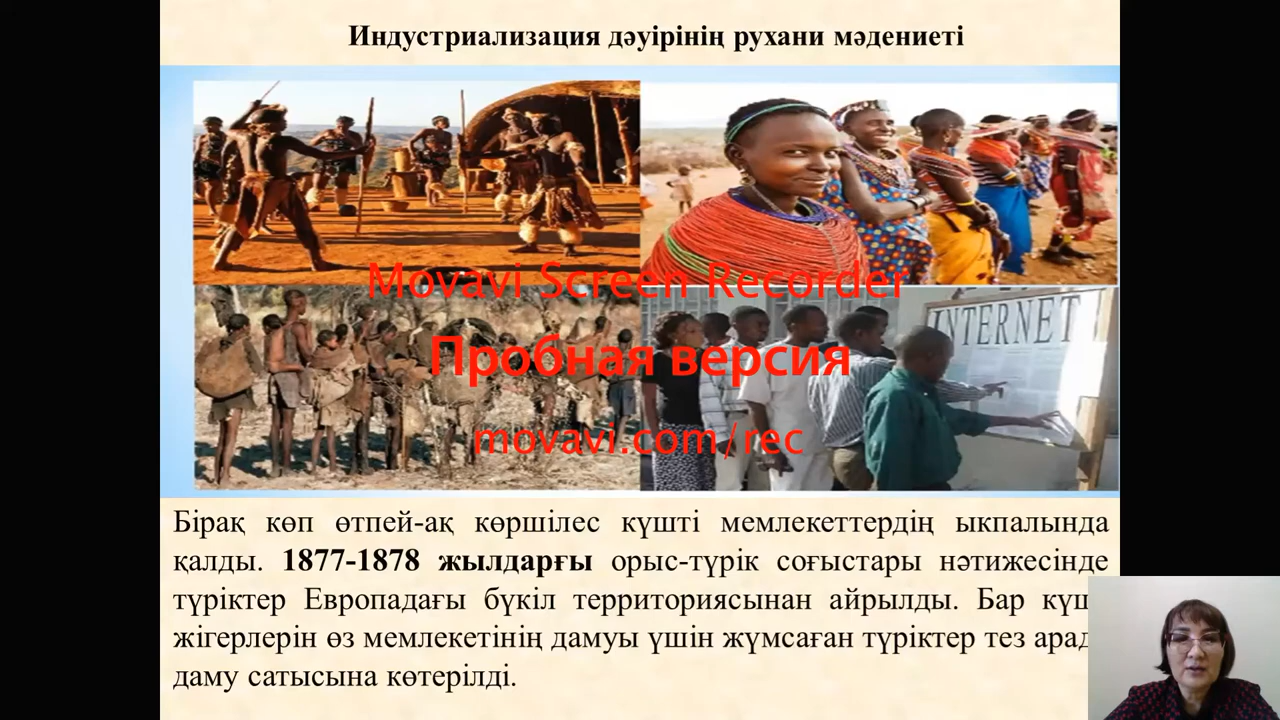 Индустриализация дәуірінің рухани мәдениеті
INTERNET
Movavi Screen Recorder
Пробная версия
movavi.com/rec
Бірақ көп өтпей-ақ көршілес күшті мемлекеттердің ыкпалында
қалды. 1877-1878 жылдарғы орыс-түрік соғыстары нәтижесінде
түріктер Европадағы бүкіл территориясынан айрылды. Бар күш
жігерлерін өз мемлекетінің дамуы үшін жүмсаған түріктер тез арад
даму сатысына көтерілді.